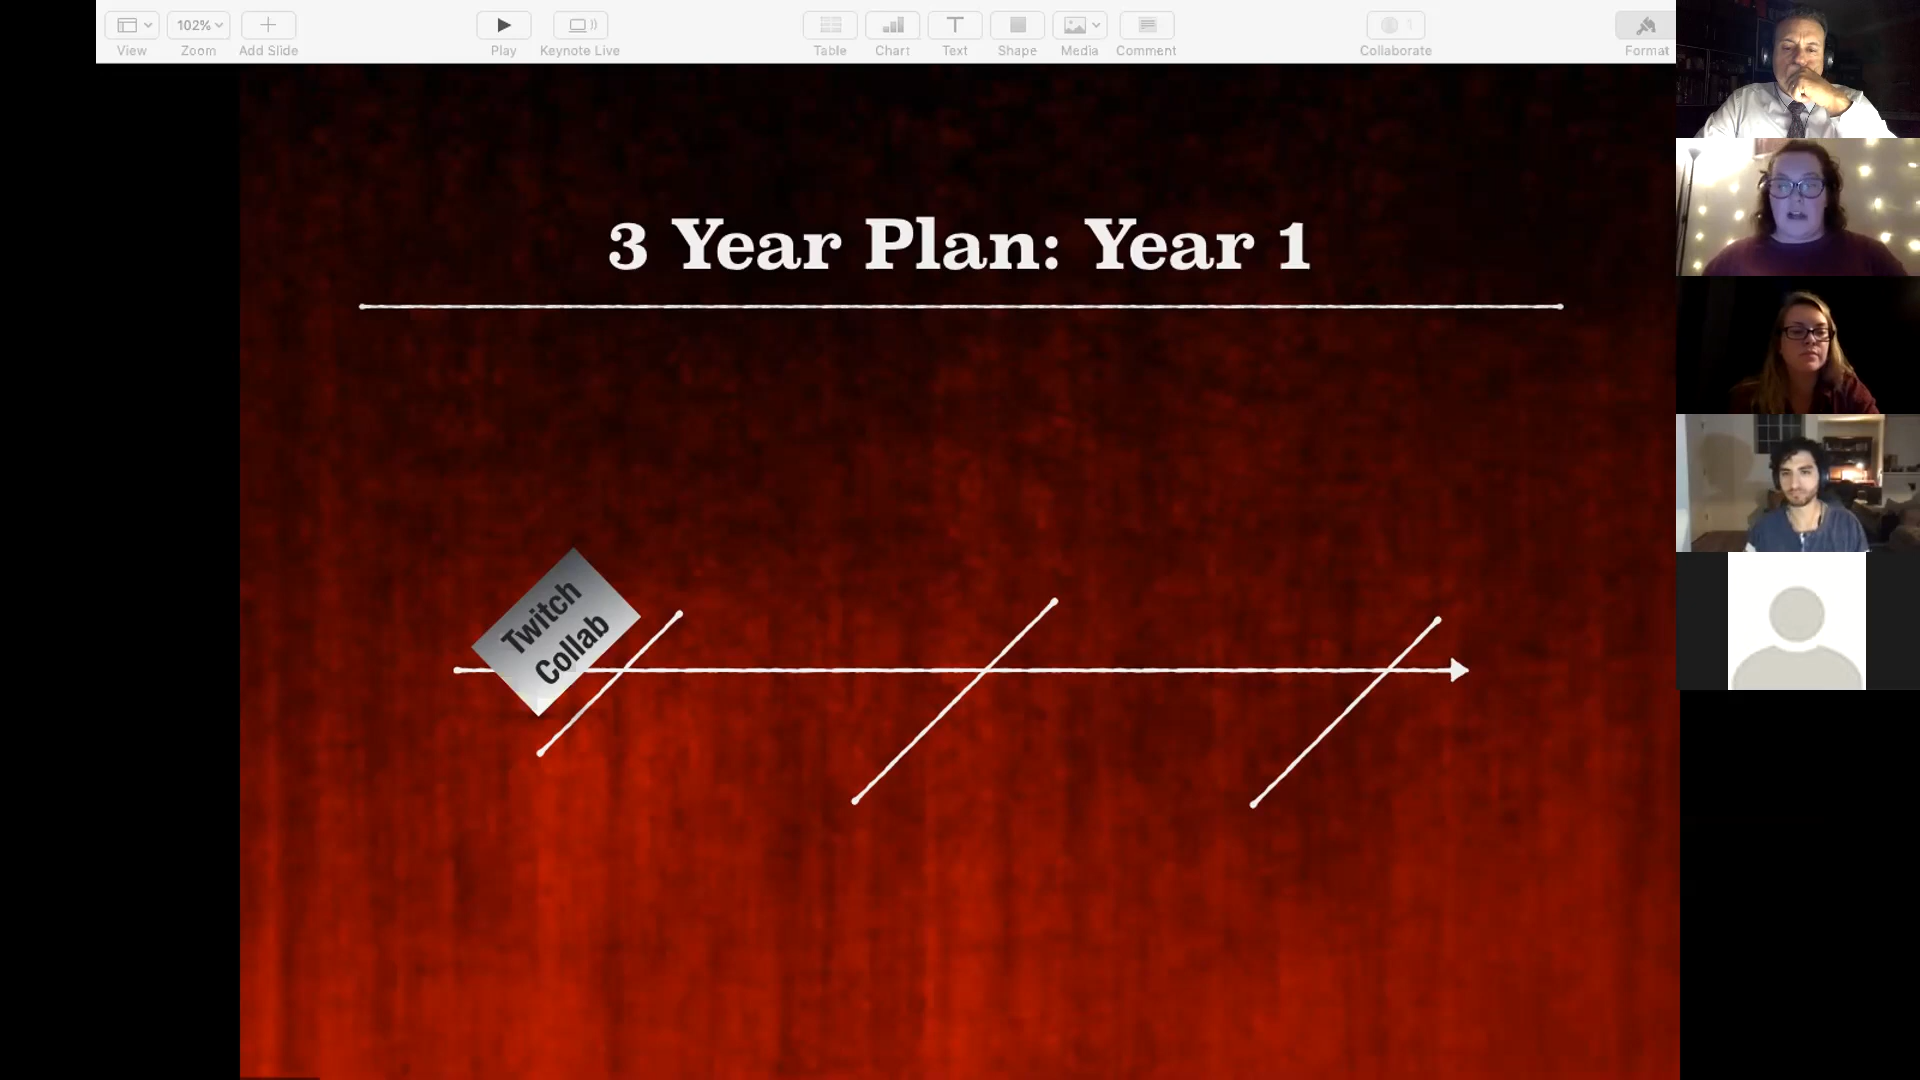 102%
View
Zoom
Add Slide
Play
Keynote Live
Table
Chart
Text
Shape
Media
Comment
1
Collaborate
Format
3 Year Plan: Year 1
Twitch
Collab